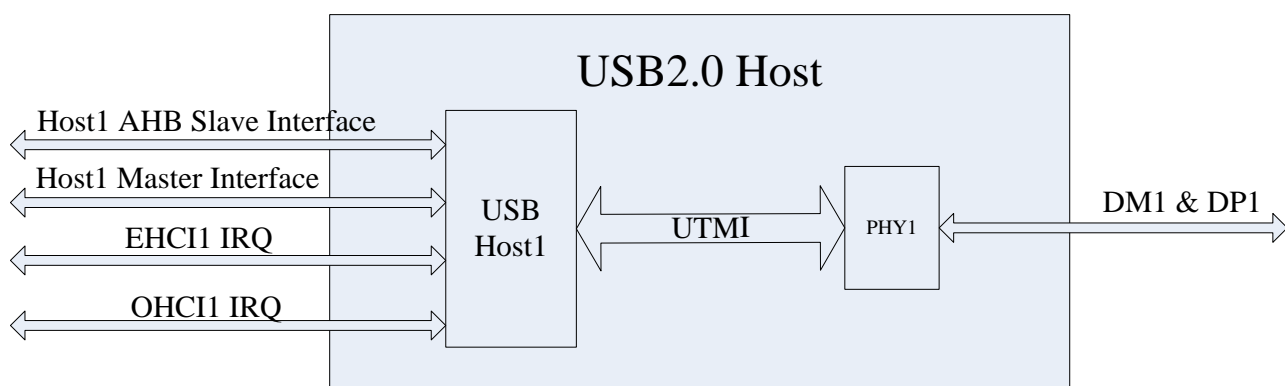 USB2.0 Host
Host1 AHB Slave Interface
Host1 Master Interface
EHCI1 IRQ
OHCI1 IRQ
USB
Host1
UTMI
PHY1
DM1 & DP1